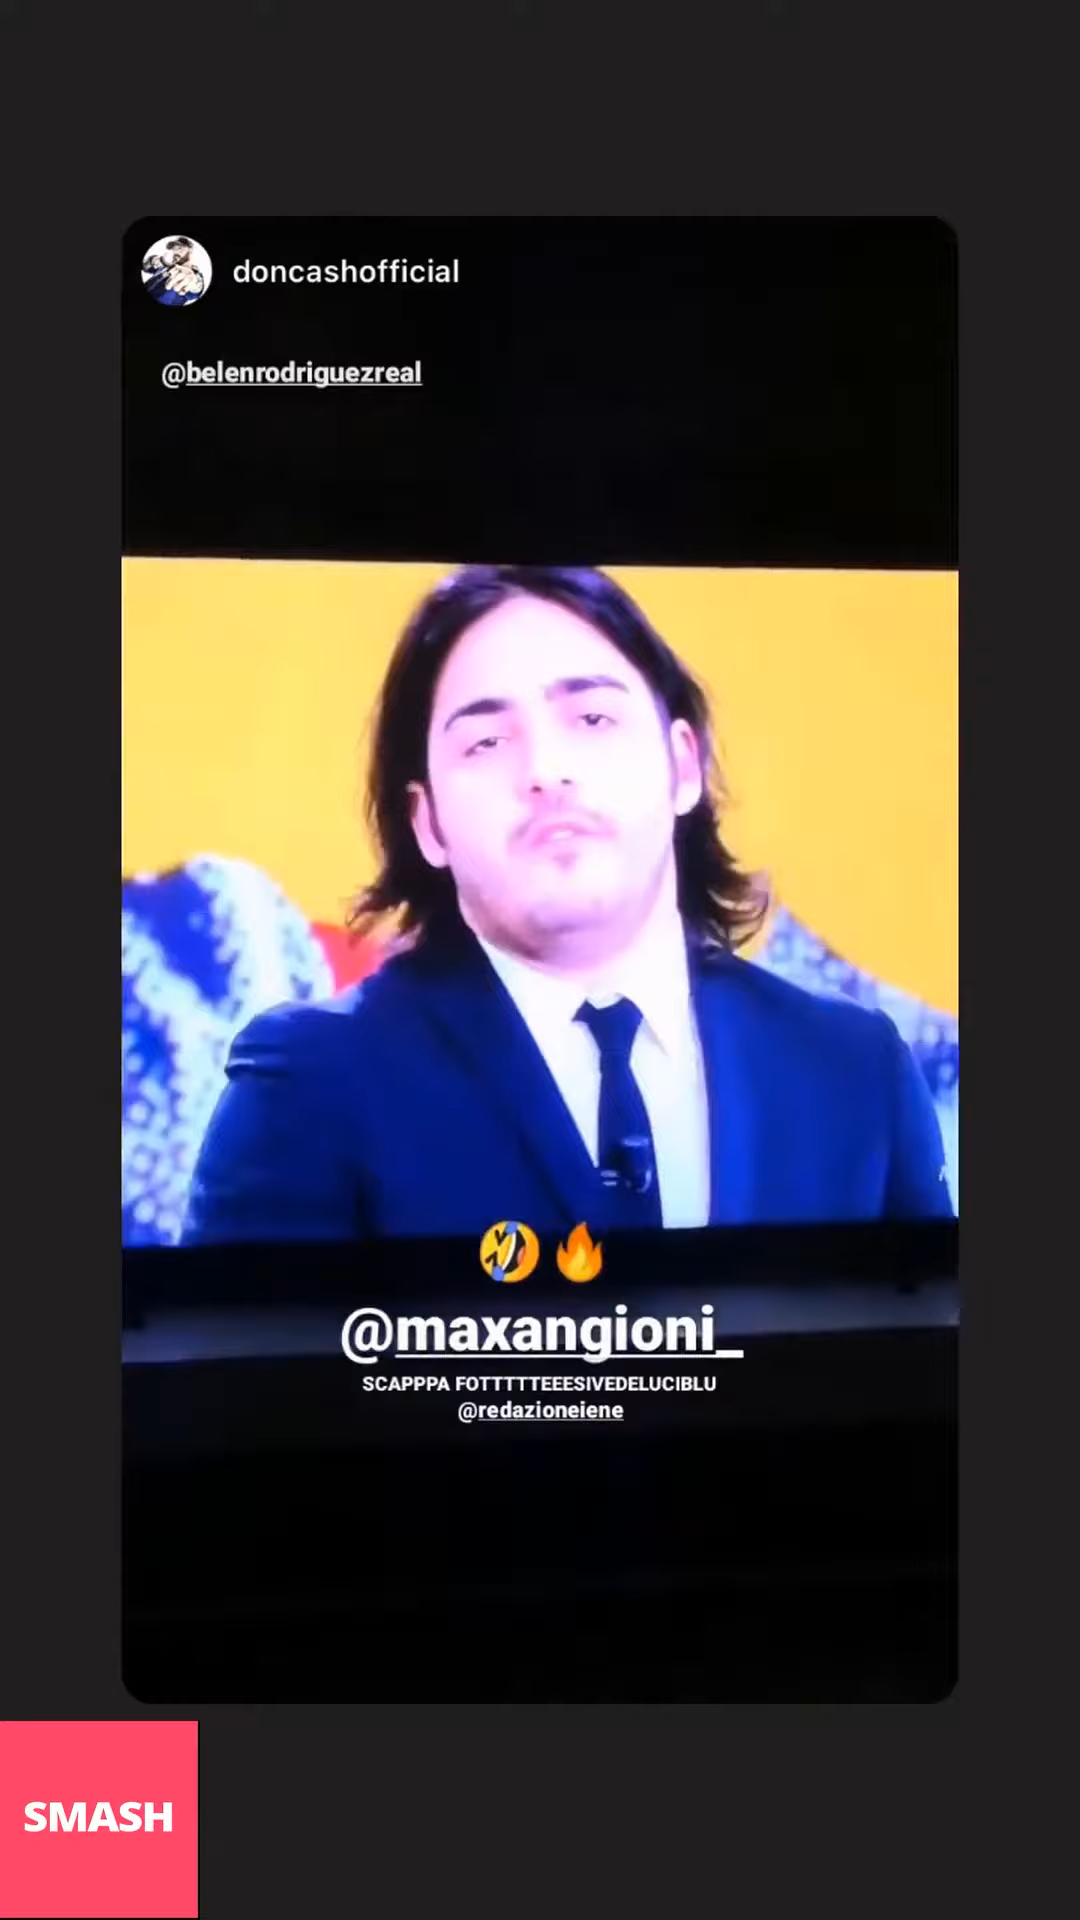 doncashofficial
@belenrodriguezreal
🤣 🔥
@maxangioni_
SCAPPPA FOTTTTTEEESIVEDELUCIBLU
@redazioneiene
SMASH